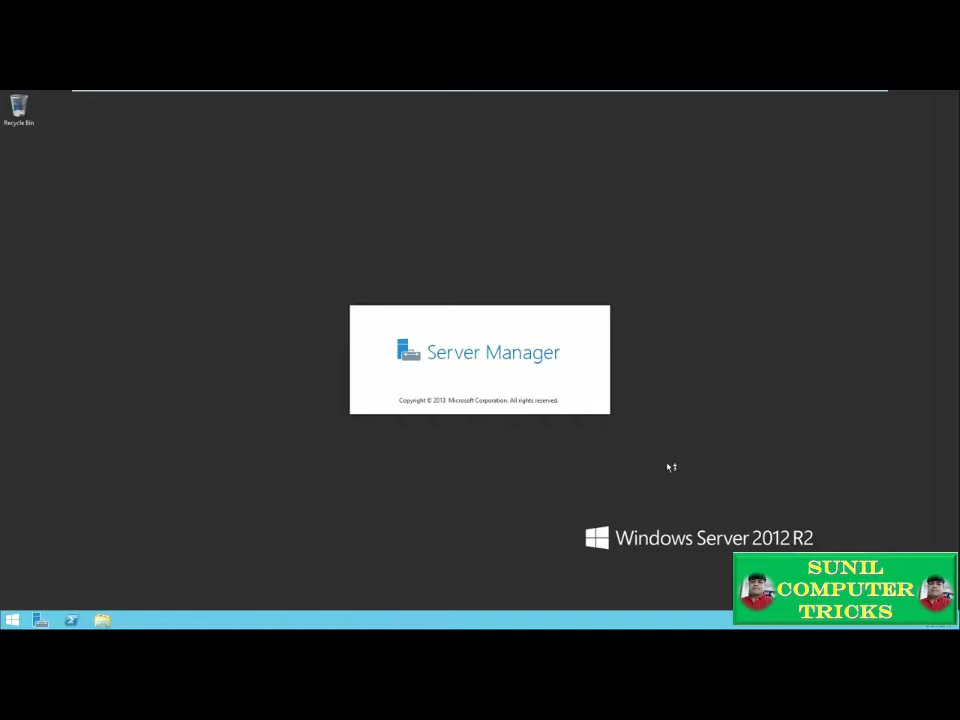 Recycle Bin
Server Manager
Copyright © 2013 Microsoft Corporation. All rights reserved.
Windows Server 2012 R2
SUNIL
COMPUTER
TRICKS